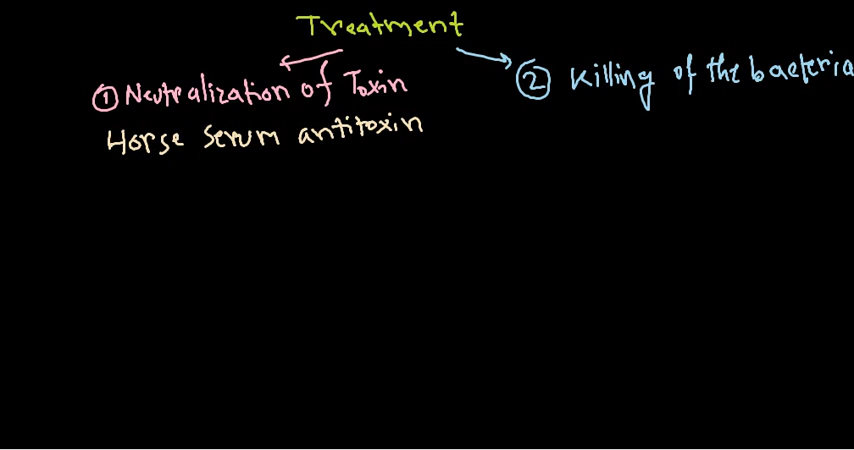 Treatment
① Neutralization of Toxin
② Killing of the bacteria
Horse serum antitoxin